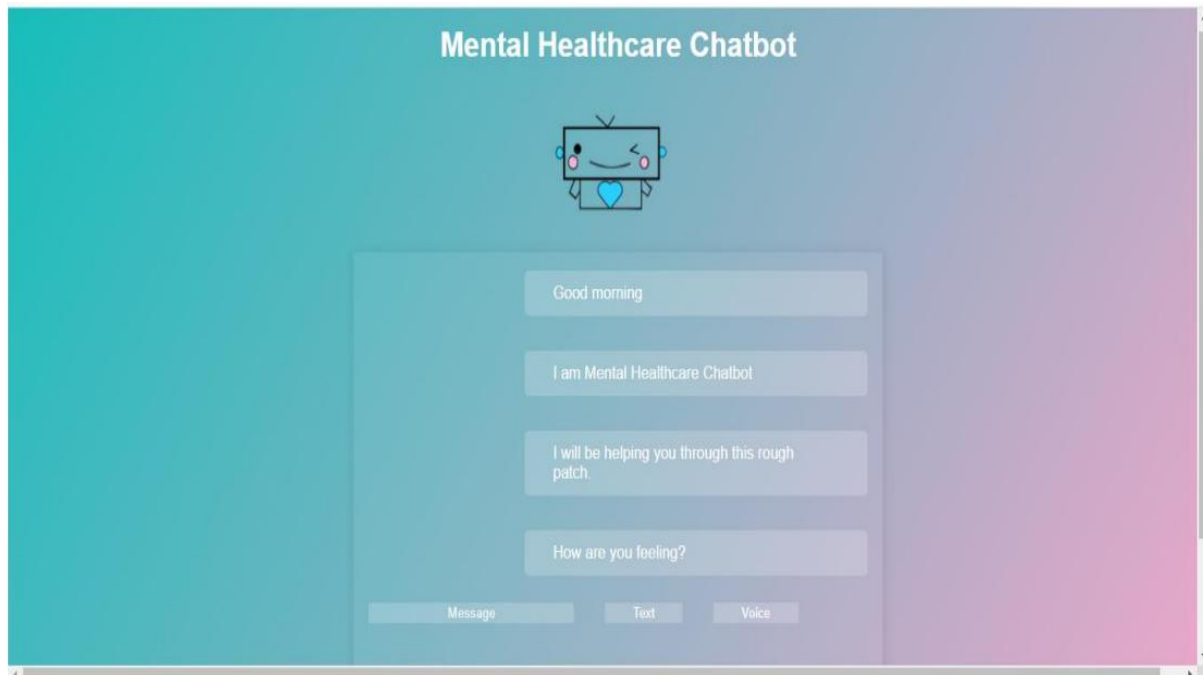 Mental Healthcare Chatbot
Good morning
I am Mental Healthcare Chatbot
I will be helping you through this rough
patch.
How are you feeling?
Message Text Voice